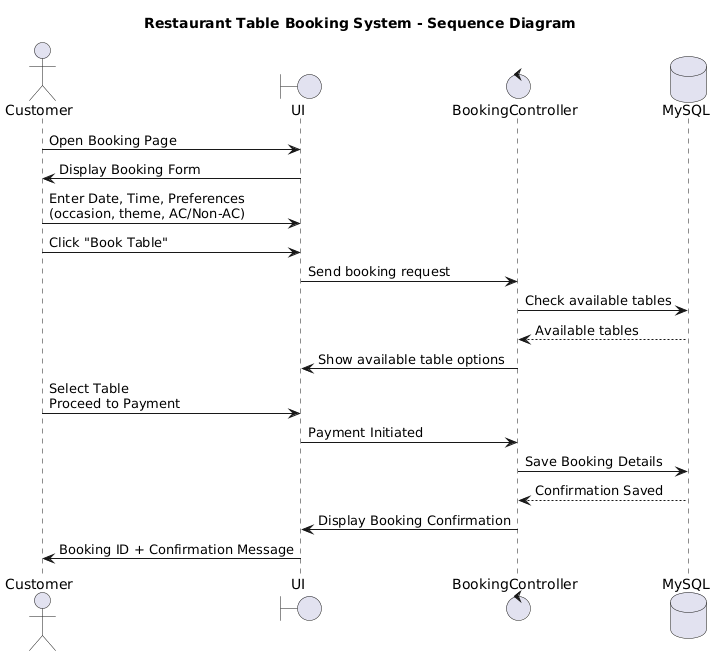 Restaurant Table Booking System - Sequence Diagram
Customer
UI
BookingController
MySQL
Open Booking Page
Display Booking Form
Enter Date, Time, Preferences
(occasion, theme, AC/Non-AC)
Click "Book Table"
Send booking request
Check available tables
Available tables
Show available table options
Select Table
Proceed to Payment
Payment Initiated
Save Booking Details
Confirmation Saved
Display Booking Confirmation
Booking ID + Confirmation Message
Customer
UI
BookingController
MySQL